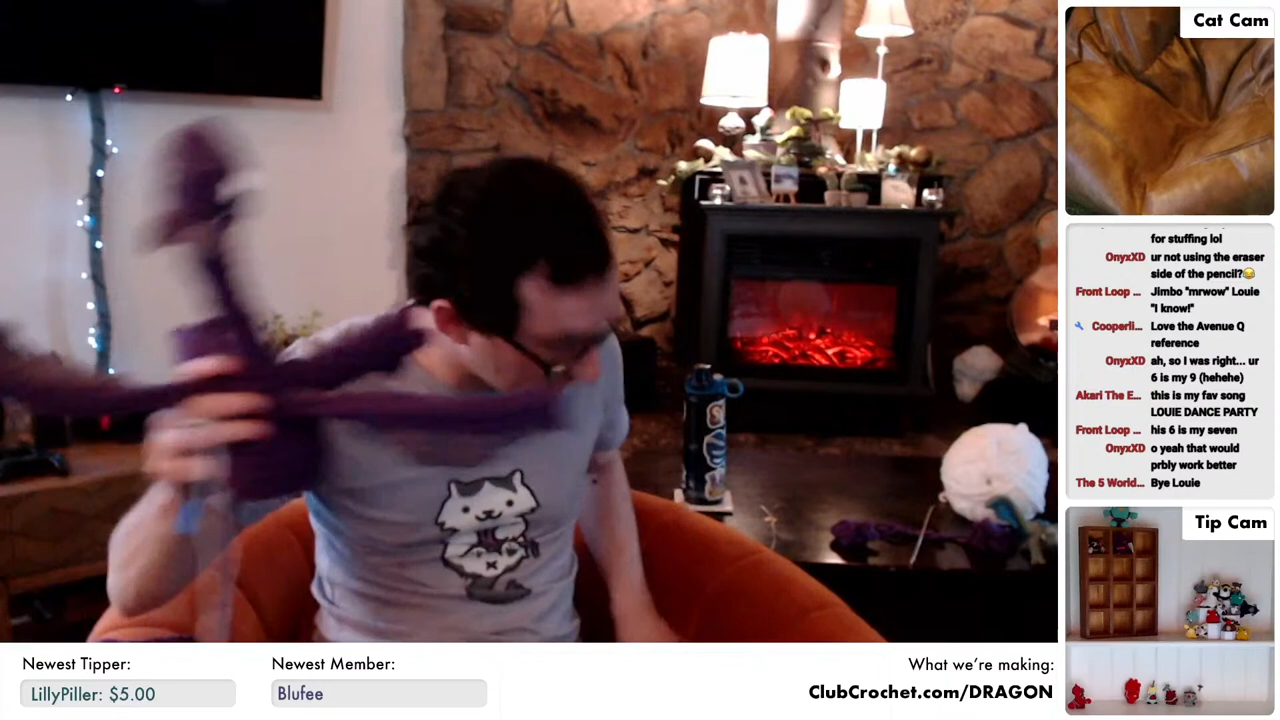 Cat Cam
for stuffing lol
OnyxXD ur not using the eraser
side of the pencil?😂
Front Loop ... Jimbo "mrwow" Louie
"I know!"
Cooperli... Love the Avenue Q
reference
OnyxXD ah, so I was right... ur
6 is my 9 (hehehe)
Akari The E... this is my fav song
LOUIE DANCE PARTY
Front Loop ... his 6 is my seven
OnyxXD o yeah that would
prbly work better
The 5 World... Bye Louie
Tip Cam
Newest Tipper:
LillyPiller: $5.00
Newest Member:
Blufee
What we're making:
ClubCrochet.com/DRAGON